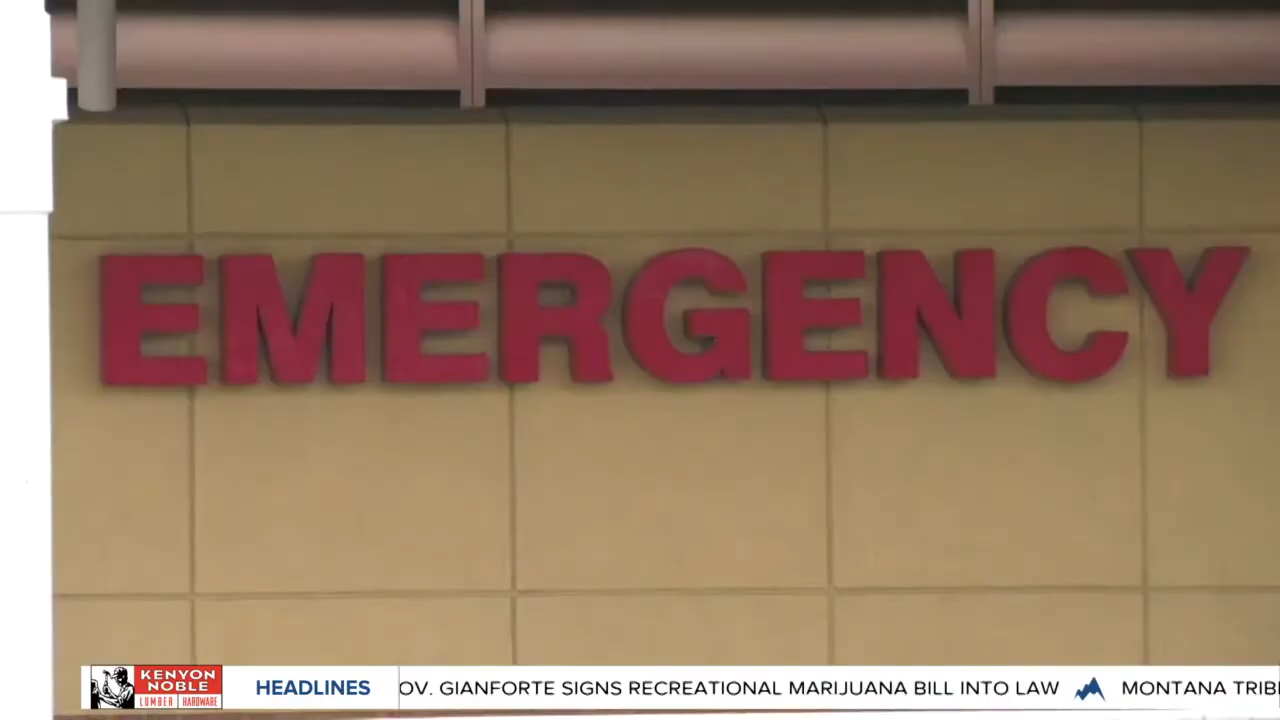 EMERGENCY
KENYON
NOBLE
LUMBER HARDWARE
HEADLINES
OV. GIANFORTE SIGNS RECREATIONAL MARIJUANA BILL INTO LAW
MONTANA TRIB